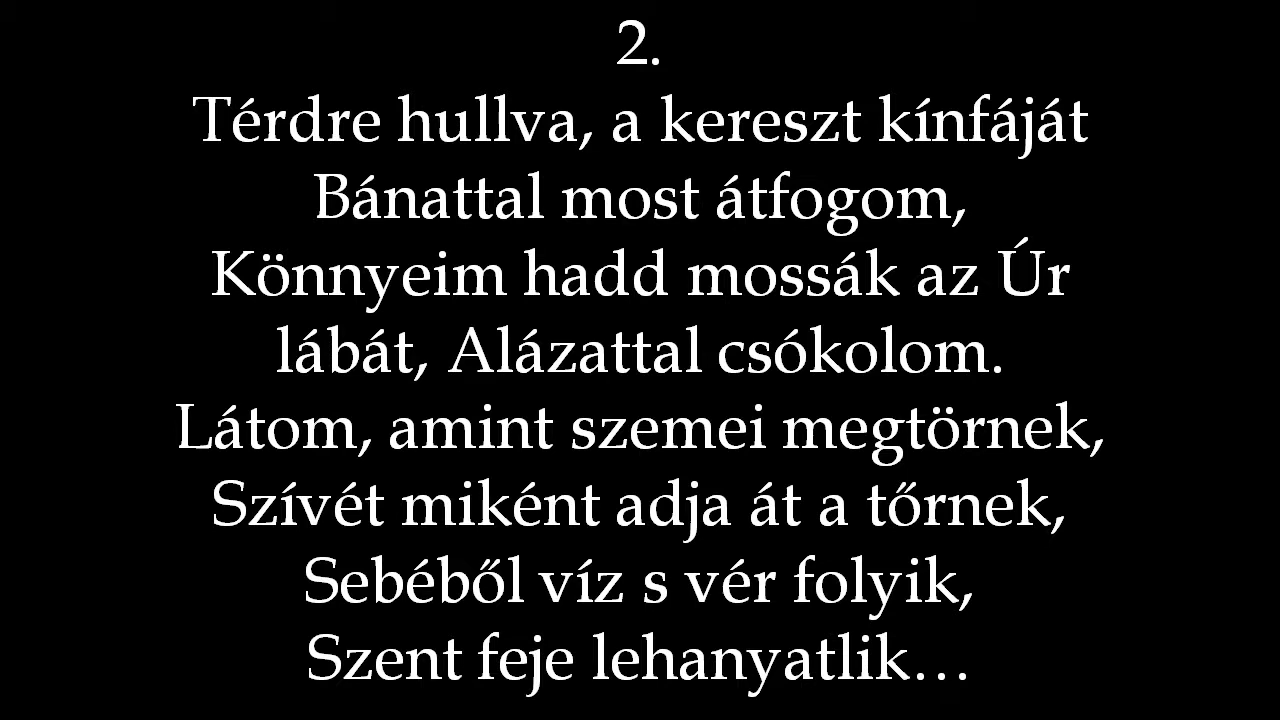 2.
Térdre hullva, a kereszt kínfáját
Bánattal most átfogom,
Könnyeim hadd mossák az Úr
lábát, Alázattal csókolom.
Látom, amint szemei megtörnek,
Szívét miként adja át a tőrnek,
Sebéből víz s vér folyik,
Szent feje lehanyatlik…